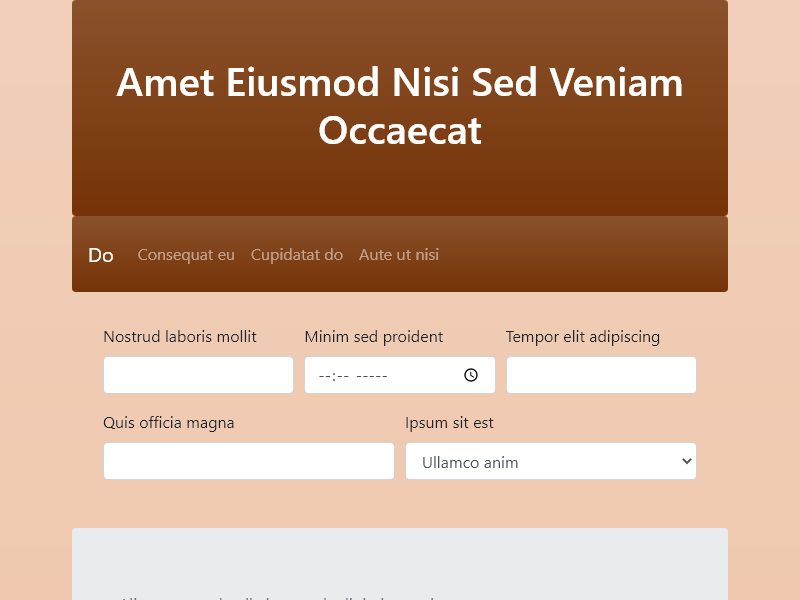 Amet Eiusmod Nisi Sed Veniam
Occaecat
Do Consequat eu Cupidatat do Aute ut nisi
Nostrud laboris mollit Minim sed proident Tempor elit adipiscing
--:-- -----
Quis officia magna Ipsum sit est
Ullamco anim